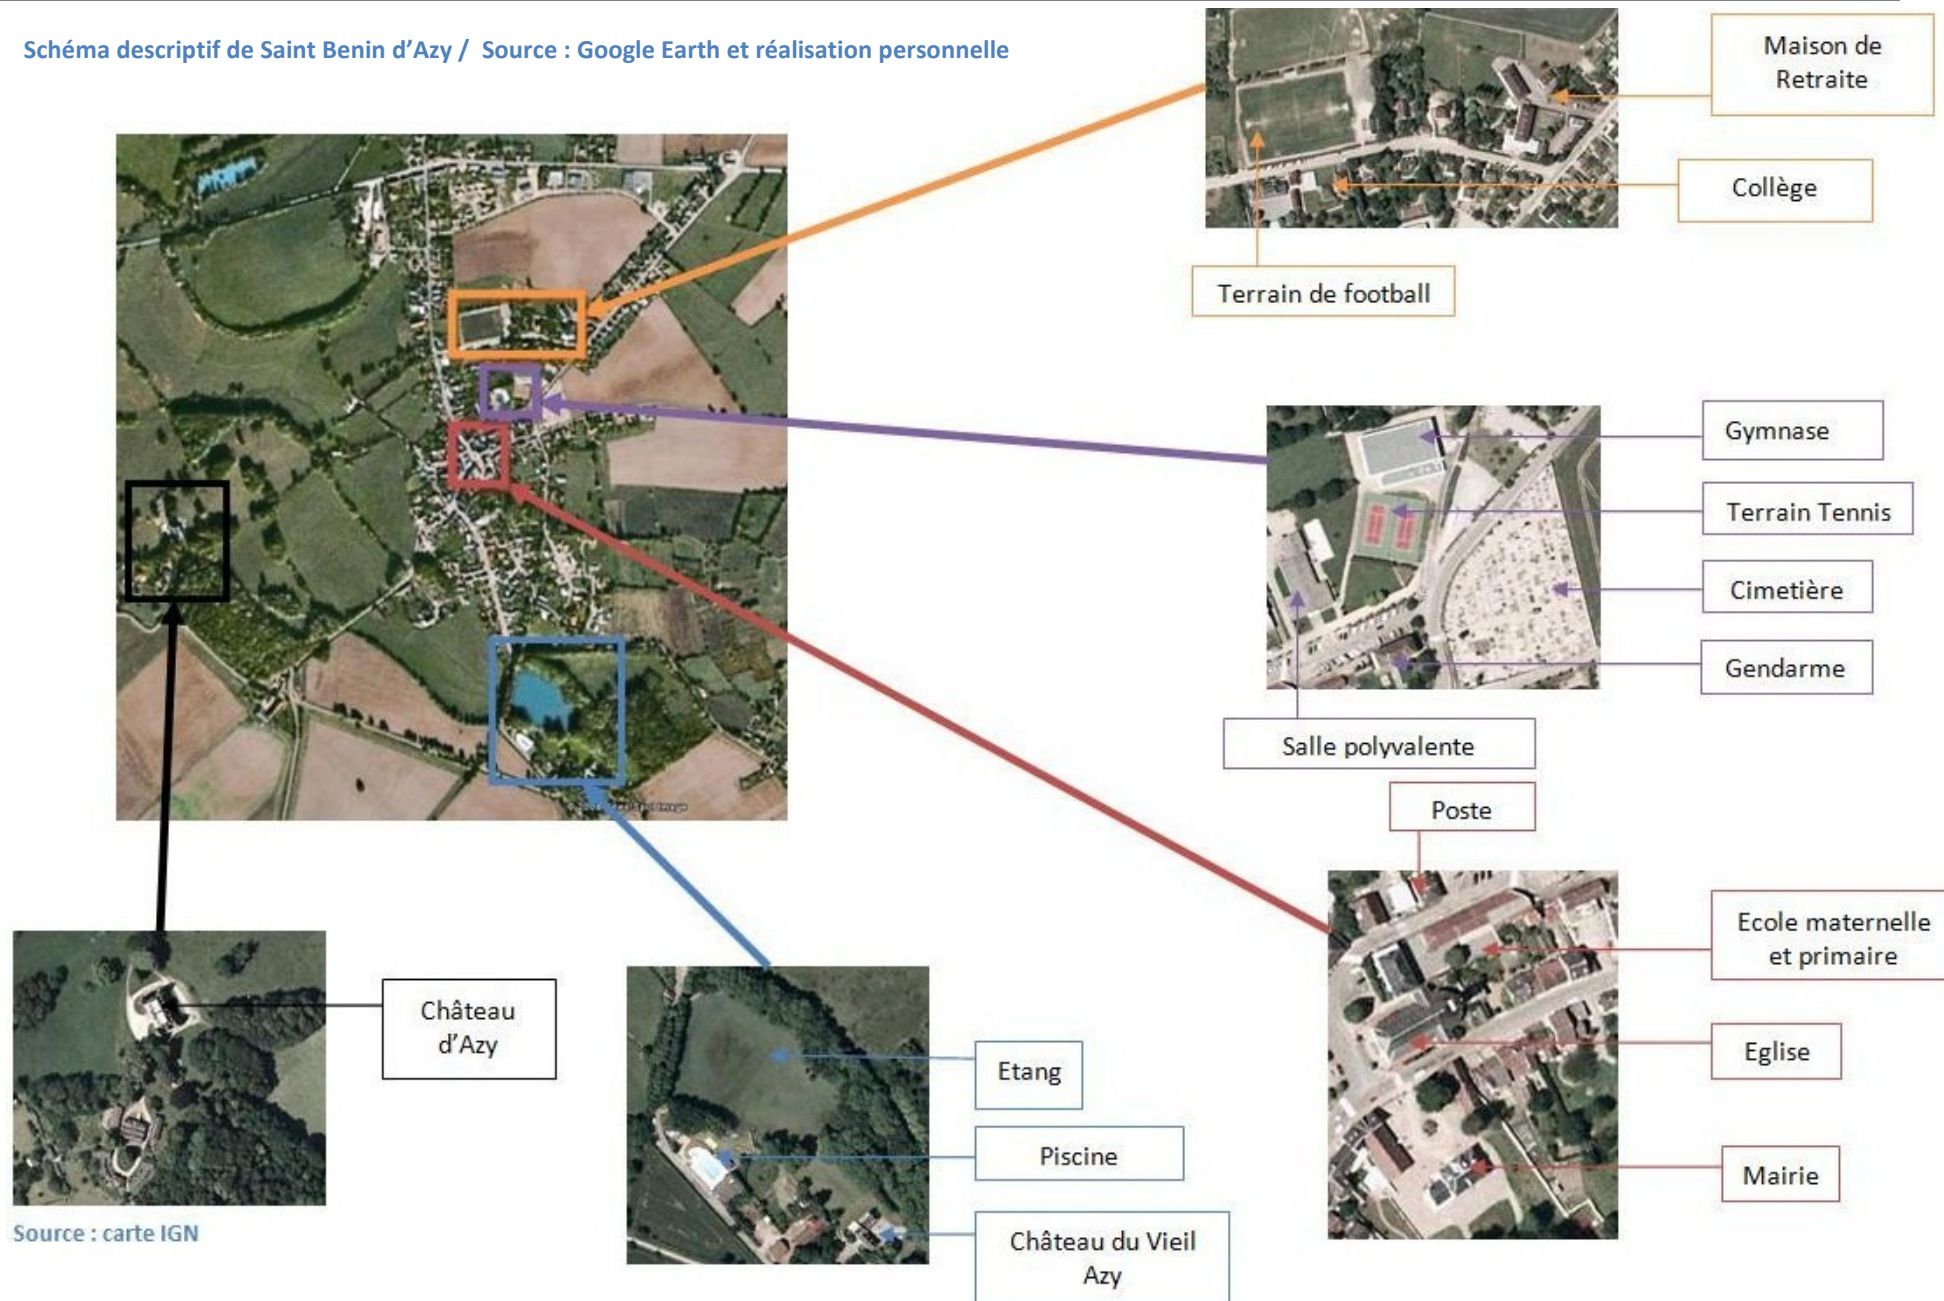 Schéma descriptif de Saint Benin d’Azy / Source : Google Earth et réalisation personnelle
Maison de
Retraite
Collège
Terrain de football
Gymnase
Terrain Tennis
Cimetière
Gendarme
Salle polyvalente
Poste
Ecole maternelle
et primaire
Eglise
Mairie
Château
d’Azy
Etang
Piscine
Château du Vieil
Azy
Source : carte IGN